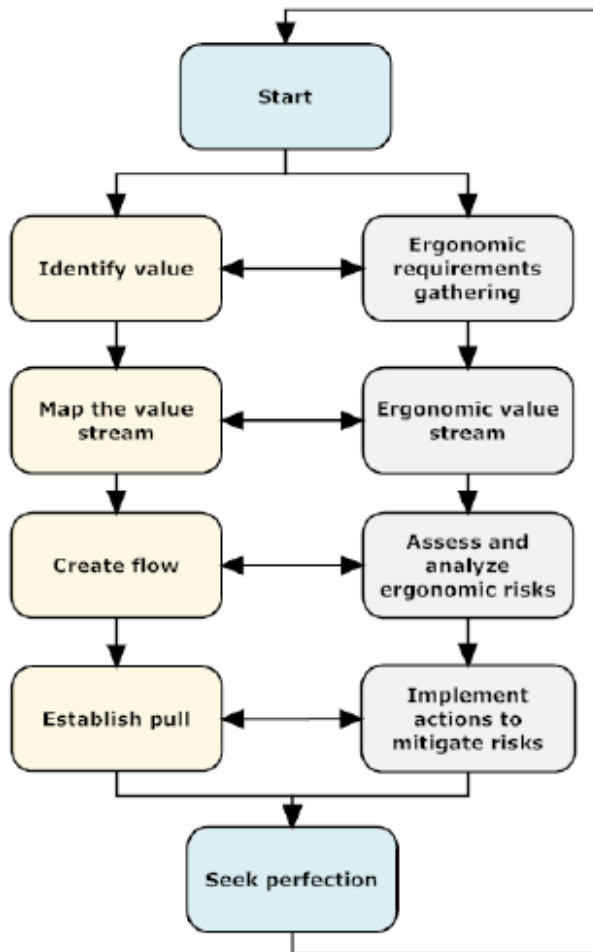 Start
Identify value
Ergonomic
requirements
gathering
Map the value
stream
Ergonomic value
stream
Create flow
Assess and
analyze
ergonomic risks
Establish pull
Implement
actions to
mitigate risks
Seek perfection